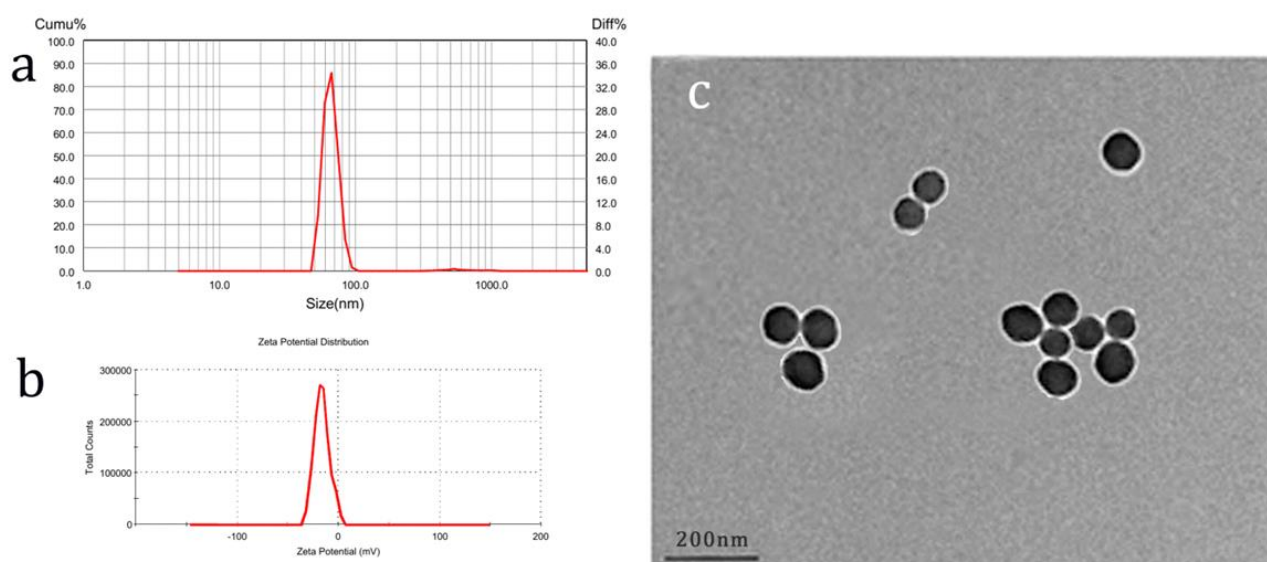 Cumu%
Diff%
a
100.0
90.0
80.0
70.0
60.0
50.0
40.0
30.0
20.0
10.0
0.0
40.0
36.0
32.0
28.0
24.0
20.0
16.0
12.0
8.0
4.0
0.0
1.0 10.0 100.0 1000.0
Size(nm)
b
Zeta Potential Distribution
Total Counts
300000
200000
100000
0
-100 0 100 200
Zeta Potential (mV)
c
200nm